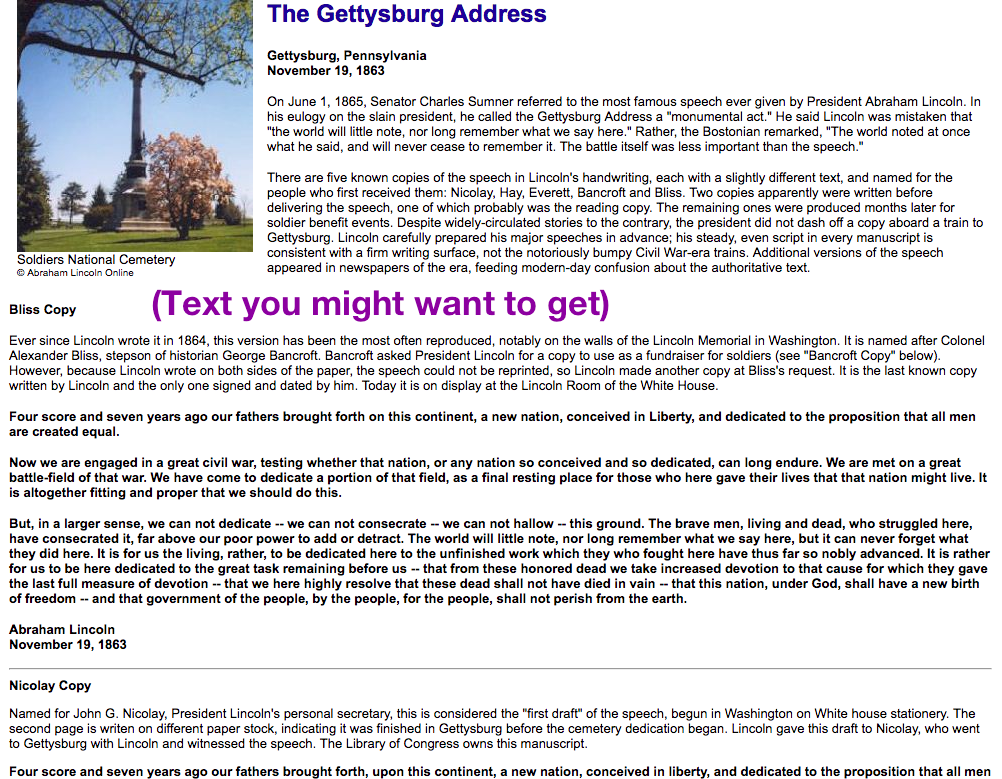 The Gettysburg Address
Gettysburg, Pennsylvania
November 19, 1863
On June 1, 1865, Senator Charles Sumner referred to the most famous speech ever given by President Abraham Lincoln. In
his eulogy on the slain president, he called the Gettysburg Address a "monumental act." He said Lincoln was mistaken that
"the world will little note, nor long remember what we say here." Rather, the Bostonian remarked, "The world noted at once
what he said, and will never cease to remember it. The battle itself was less important than the speech."
There are five known copies of the speech in Lincoln's handwriting, each with a slightly different text, and named for the
people who first received them: Nicolay, Hay, Everett, Bancroft and Bliss. Two copies apparently were written before
delivering the speech, one of which probably was the reading copy. The remaining ones were produced months later for
soldier benefit events. Despite widely-circulated stories to the contrary, the president did not dash off a copy aboard a train to
Gettysburg. Lincoln carefully prepared his major speeches in advance; his steady, even script in every manuscript is
consistent with a firm writing surface, not the notoriously bumpy Civil War-era trains. Additional versions of the speech
appeared in newspapers of the era, feeding modern-day confusion about the authoritative text.
Soldiers National Cemetery
© Abraham Lincoln Online
(Text you might want to get)
Bliss Copy
Ever since Lincoln wrote it in 1864, this version has been the most often reproduced, notably on the walls of the Lincoln Memorial in Washington. It is named after Colonel
Alexander Bliss, stepson of historian George Bancroft. Bancroft asked President Lincoln for a copy to use as a fundraiser for soldiers (see "Bancroft Copy" below).
However, because Lincoln wrote on both sides of the paper, the speech could not be reprinted, so Lincoln made another copy at Bliss's request. It is the last known copy
written by Lincoln and the only one signed and dated by him. Today it is on display at the Lincoln Room of the White House.
Four score and seven years ago our fathers brought forth on this continent, a new nation, conceived in Liberty, and dedicated to the proposition that all men
are created equal.
Now we are engaged in a great civil war, testing whether that nation, or any nation so conceived and so dedicated, can long endure. We are met on a great
battle-field of that war. We have come to dedicate a portion of that field, as a final resting place for those who here gave their lives that that nation might live. It
is altogether fitting and proper that we should do this.
But, in a larger sense, we can not dedicate -- we can not consecrate -- we can not hallow -- this ground. The brave men, living and dead, who struggled here,
have consecrated it, far above our poor power to add or detract. The world will little note, nor long remember what we say here, but it can never forget what
they did here. It is for us the living, rather, to be dedicated here to the unfinished work which they who fought here have thus far so nobly advanced. It is rather
for us to be here dedicated to the great task remaining before us -- that from these honored dead we take increased devotion to that cause for which they gave
the last full measure of devotion -- that we here highly resolve that these dead shall not have died in vain -- that this nation, under God, shall have a new birth
of freedom -- and that government of the people, by the people, for the people, shall not perish from the earth.
Abraham Lincoln
November 19, 1863
Nicolay Copy
Named for John G. Nicolay, President Lincoln's personal secretary, this is considered the "first draft" of the speech, begun in Washington on White house stationery. The
second page is writen on different paper stock, indicating it was finished in Gettysburg before the cemetery dedication began. Lincoln gave this draft to Nicolay, who went
to Gettysburg with Lincoln and witnessed the speech. The Library of Congress owns this manuscript.
Four score and seven years ago our fathers brought forth, upon this continent, a new nation, conceived in liberty, and dedicated to the proposition that all men